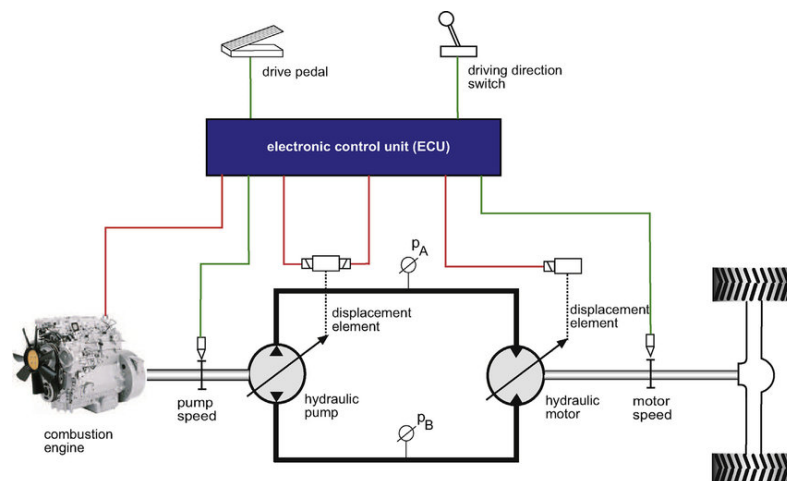 drive pedal
driving direction
switch
electronic control unit (ECU)
pA
displacement
element
displacement
element
pump
speed
hydraulic
pump
hydraulic
motor
motor
speed
combustion
engine
pB